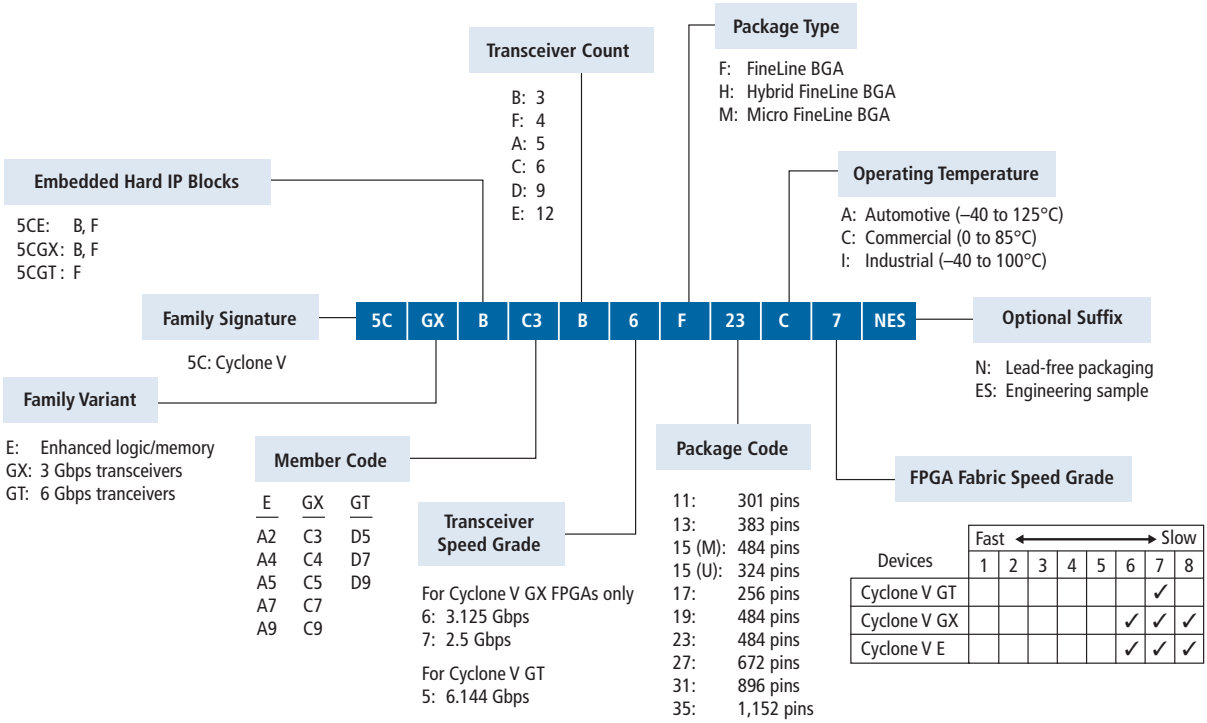 Package Type
F: FineLine BGA
H: Hybrid FineLine BGA
M: Micro FineLine BGA
Transceiver Count
B: 3
F: 4
A: 5
C: 6
D: 9
E: 12
Embedded Hard IP Blocks
5CE: B, F
5CGX: B, F
5CGT: F
Operating Temperature
A: Automotive (–40 to 125°C)
C: Commercial (0 to 85°C)
I: Industrial (–40 to 100°C)
Family Signature
5C GX B C3 B 6 F 23 C 7 NES
Optional Suffix
5C: Cyclone V
N: Lead-free packaging
ES: Engineering sample
Family Variant
E: Enhanced logic/memory
GX: 3 Gbps transceivers
GT: 6 Gbps tranceivers
Member Code
E GX GT
A2 C3 D5
A4 C4 D7
A5 C5 D9
A7 C7
A9 C9
Transceiver
Speed Grade
For Cyclone V GX FPGAs only
6: 3.125 Gbps
7: 2.5 Gbps
For Cyclone V GT
5: 6.144 Gbps
Package Code
11: 301 pins
13: 383 pins
15 (M): 484 pins
15 (U): 324 pins
17: 256 pins
19: 484 pins
23: 484 pins
27: 672 pins
31: 896 pins
35: 1,152 pins
FPGA Fabric Speed Grade
Fast Slow
Devices 1 2 3 4 5 6 7 8
Cyclone V GT ✓
Cyclone V GX ✓ ✓ ✓
Cyclone V E ✓ ✓ ✓